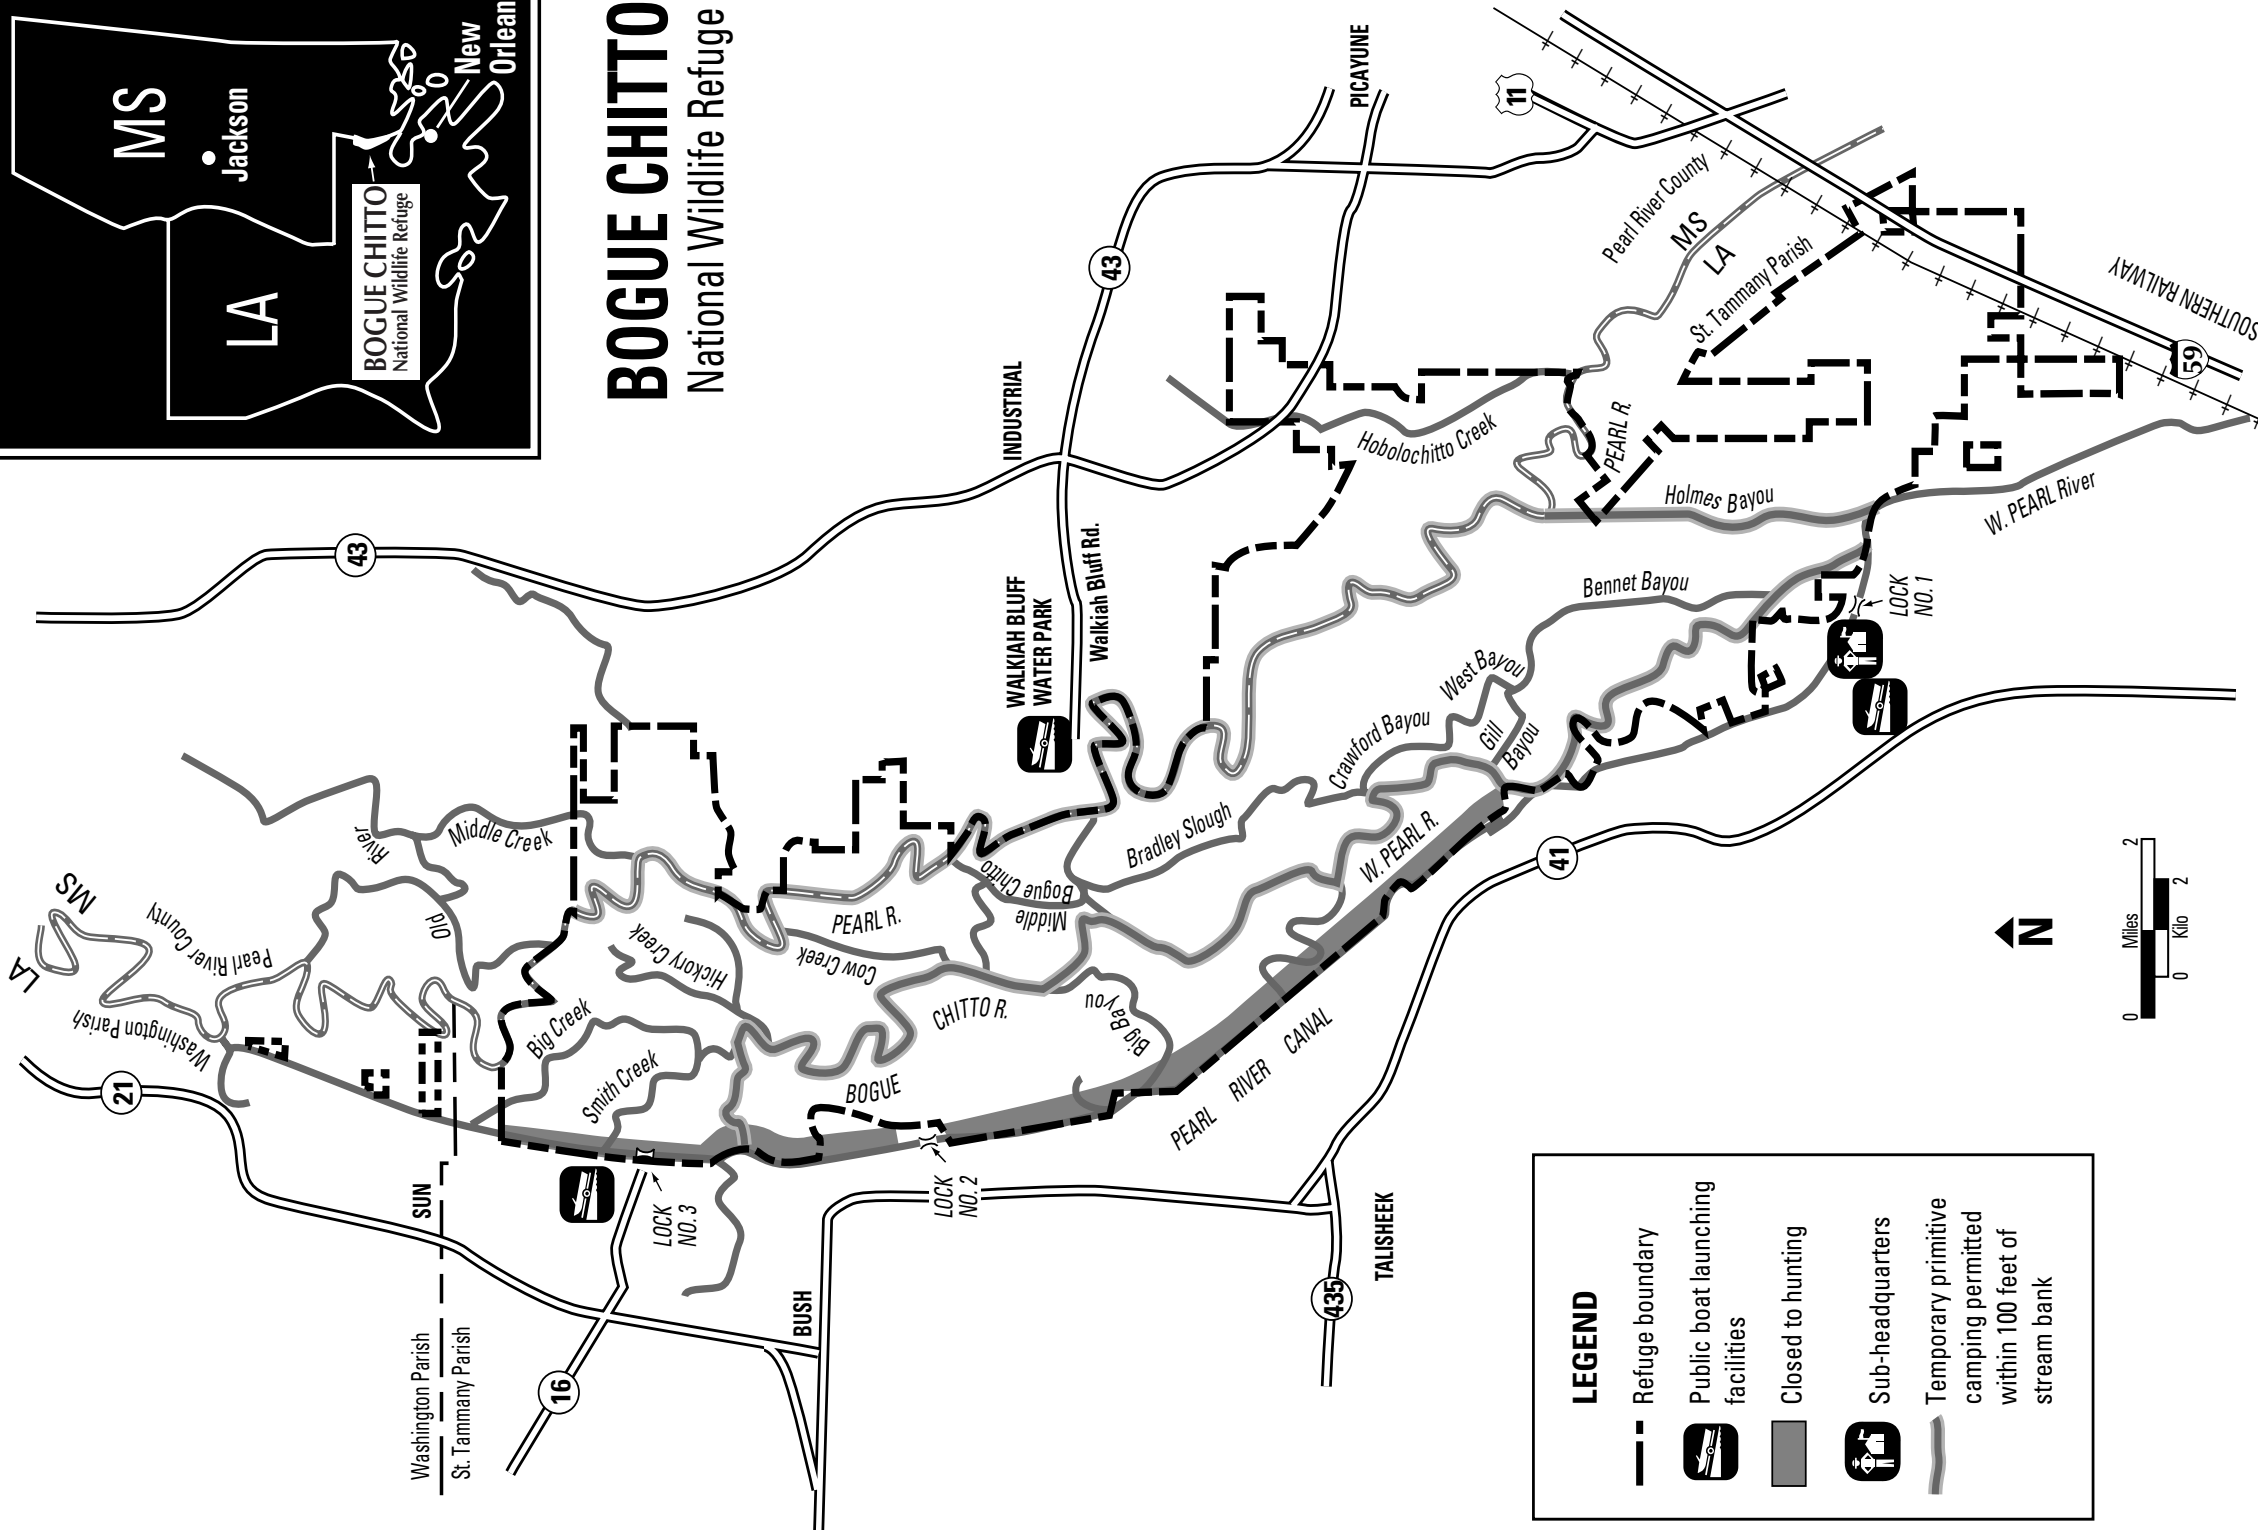 MS
Jackson
New
Orlean
LA
BOGUE CHITTO
National Wildlife Refuge
BOGUE CHITTO
National Wildlife Refuge
43
21
LA
MS
Washington Parish
Pearl River County
Old
River
Middle Creek
SUN
Washington Parish
St. Tammany Parish
16
Big Creek
Smith Creek
Hickory Creek
Cow Creek
PEARL R.
LOCK
NO. 3
BUSH
BOGUE
CHITTO R.
LOCK
NO. 2
Middle
Bogue Chitto
Big Bayou
WALKIAH BLUFF
WATER PARK
Walkiah Bluff Rd.
INDUSTRIAL
43
PICAYUNE
11
Hobolochitto Creek
Bradley Slough
Crawford Bayou
West Bayou
Gill
Bayou
Bennet Bayou
W. PEARL R.
PEARL
RIVER
CANAL
TALISHEEK
435
41
Holmes Bayou
PEARL R.
Pearl River County
MS
LA
St. Tammany Parish
W. PEARL River
LOCK
NO. 1
59
SOUTHERN RAILWAY
N
0
Miles
2
0
Kilo
2
LEGEND
Refuge boundary
Public boat launching
facilities
Closed to hunting
Sub-headquarters
Temporary primitive
camping permitted
within 100 feet of
stream bank